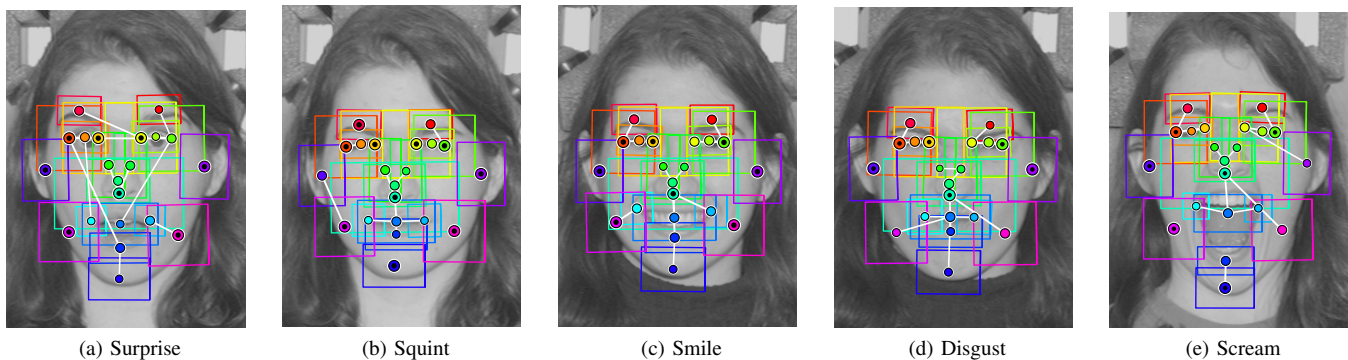 (a) Surprise
(b) Squint
(c) Smile
(d) Disgust
(e) Scream